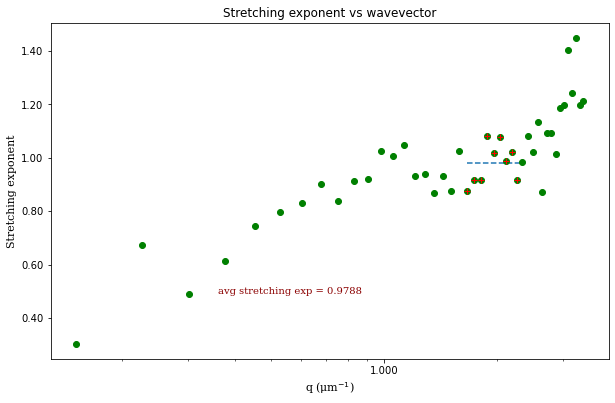 Stretching exponent vs wavevector
1.40
1.20
1.00
0.80
0.60
0.40
Stretching exponent
avg stretching exp = 0.9788
1.000
q (μm⁻¹)